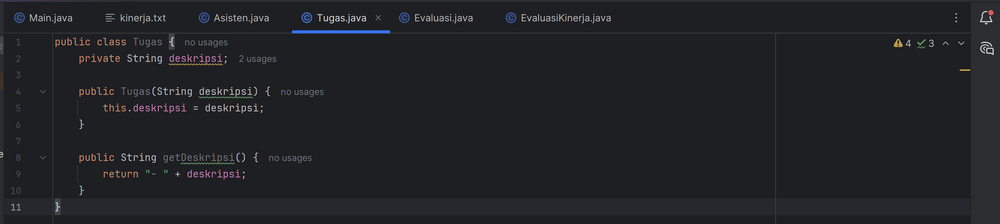 Main.java kinerja.txt Asisten.java Tugas.java Evaluasi.java EvaluasiKinerja.java
4 3
1 public class Tugas { no usages
2 private String deskripsi; 2 usages
3
4 public Tugas(String deskripsi) { no usages
5 this.deskripsi = deskripsi;
6 }
7
8 public String getDeskripsi() { no usages
9 return "- " + deskripsi;
10 }
11 }